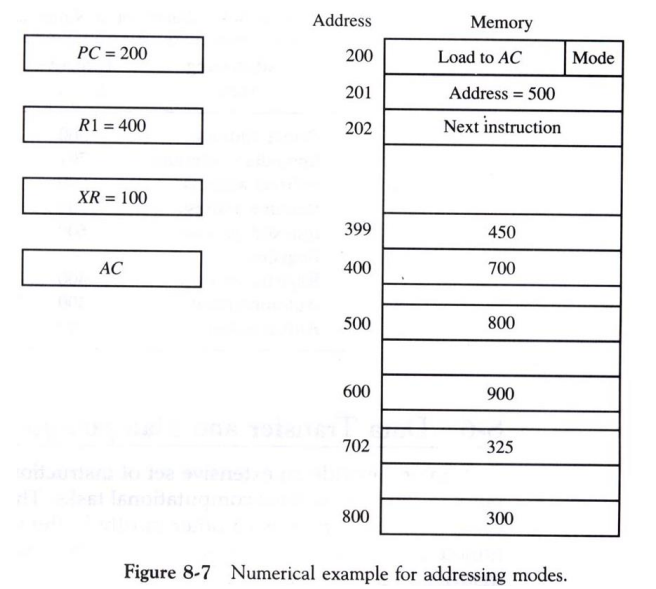 Address Memory
PC = 200
200 Load to AC Mode
201 Address = 500
R1 = 400
202 Next instruction
XR = 100
399 450
AC
400 700
500 800
600 900
702 325
800 300
Figure 8-7 Numerical example for addressing modes.